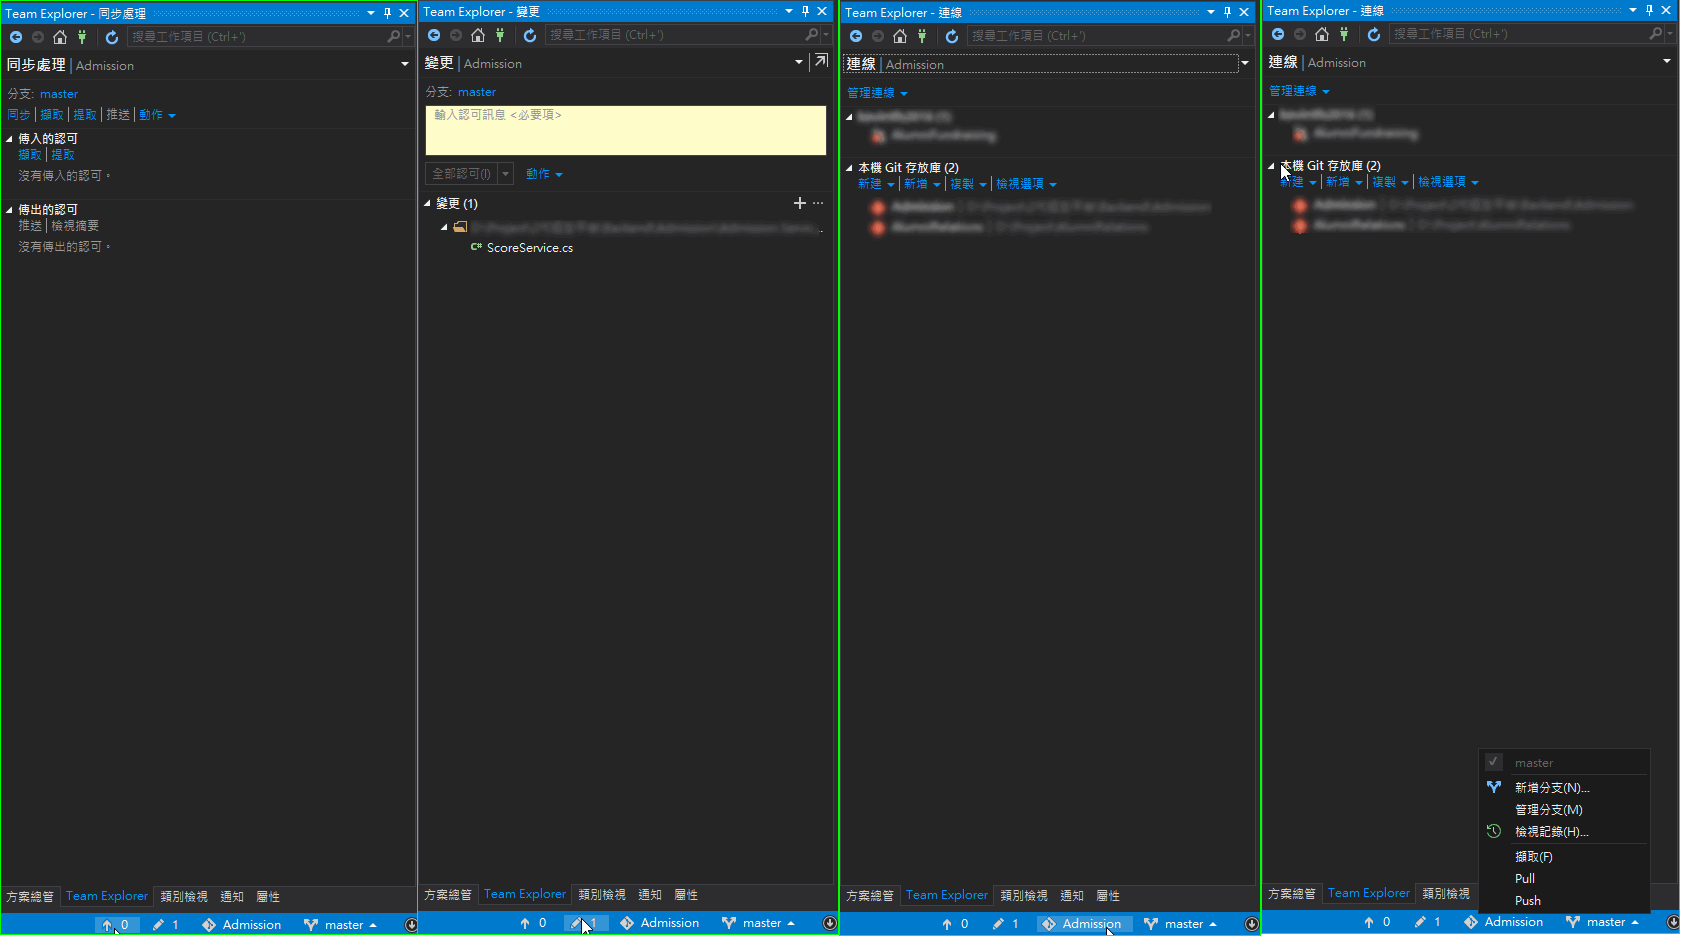 Team Explorer - 同步處理
搜尋工作項目 (Ctrl+')
同步處理 | Admission
分支: master
同步 | 擷取 | 提取 | 推送 | 動作
傳入的認可
擷取 | 提取
沒有傳入的認可。
傳出的認可
推送 | 檢視摘要
沒有傳出的認可。
方案總管 Team Explorer 類別檢視 通知 屬性
0 1 Admission master
Team Explorer - 變更
搜尋工作項目 (Ctrl+')
變更 | Admission
分支: master
輸入認可訊息 <必要項>
全部認可(I) 動作
變更 (1)
ScoreService.cs
方案總管 Team Explorer 類別檢視 通知 屬性
0 1 Admission master
Team Explorer - 連線
搜尋工作項目 (Ctrl+')
連線 | Admission
管理連線
本機 Git 存放庫 (2)
新建 | 新增 | 複製 | 檢視選項
方案總管 Team Explorer 類別檢視 通知 屬性
0 1 Admission master
Team Explorer - 連線
搜尋工作項目 (Ctrl+')
連線 | Admission
管理連線
本機 Git 存放庫 (2)
新建 | 新增 | 複製 | 檢視選項
master
新增分支(N)...
管理分支(M)
檢視記錄(H)...
擷取(F)
Pull
Push
方案總管 Team Explorer 類別檢視
0 1 Admission master